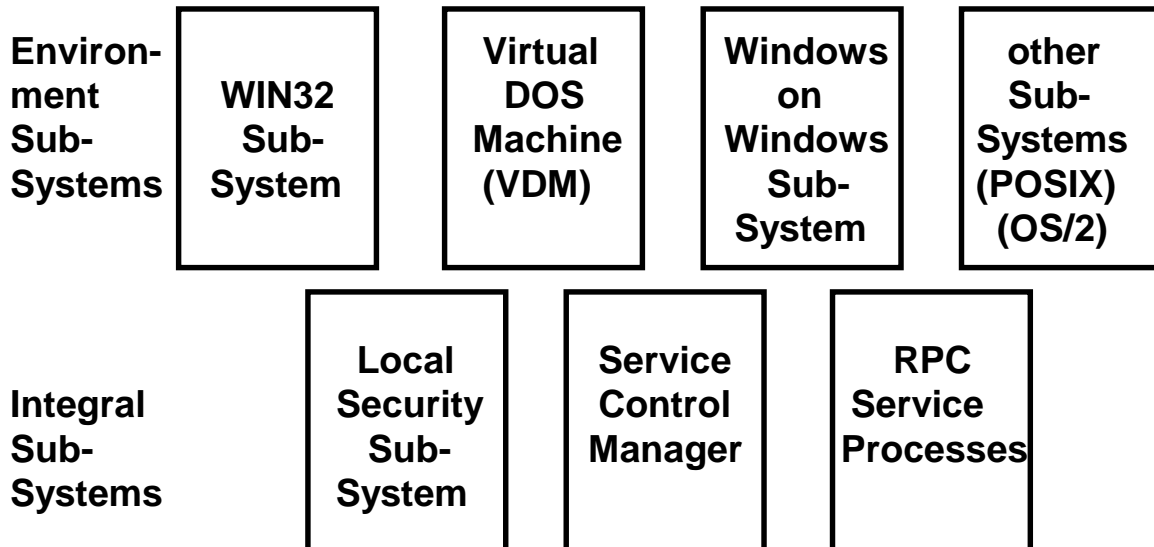 Environ-
ment
Sub-
Systems
WIN32
Sub-
System
Virtual
DOS
Machine
(VDM)
Windows
on
Windows
Sub-
System
other
Sub-
Systems
(POSIX)
(OS/2)
Integral
Sub-
Systems
Local
Security
Sub-
System
Service
Control
Manager
RPC
Service
Processes